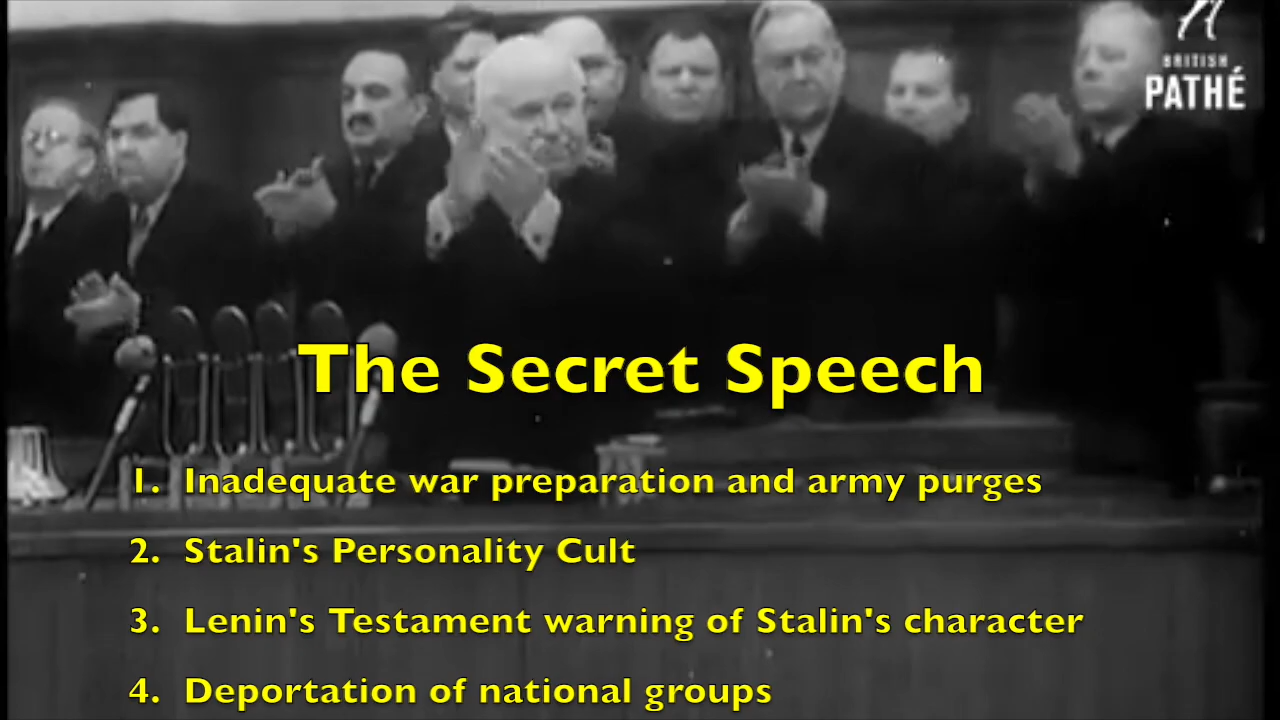 BRITISH
PATHÉ
The Secret Speech
1. Inadequate war preparation and army purges
2. Stalin's Personality Cult
3. Lenin's Testament warning of Stalin's character
4. Deportation of national groups